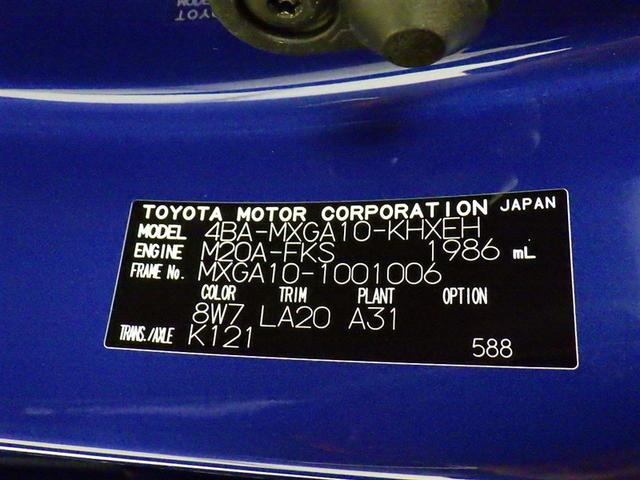 TOYOTA
TOYOTA MOTOR CORPORATION JAPAN
MODEL 4BA-MXGA10-KHXEH
ENGINE M20A-FKS 1986 mL
FRAME No. MXGA10-1001006
COLOR TRIM PLANT OPTION
8W7 LA20 A31
TRANS./AXLE K121 588